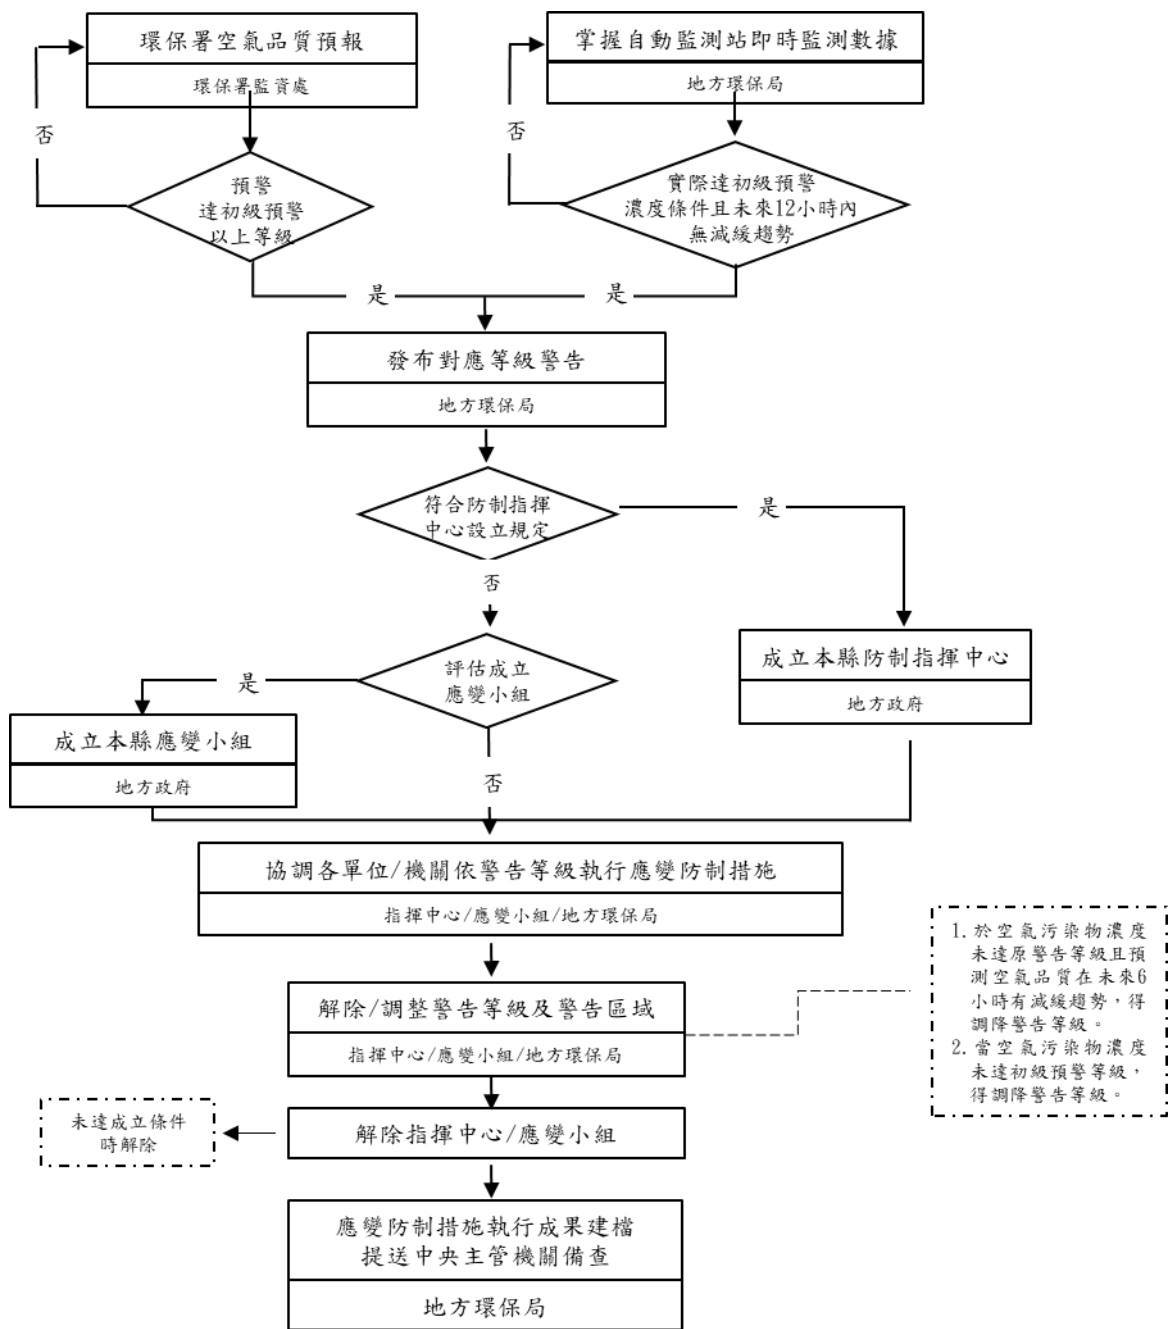 環保署空氣品質預報
環保署監資處
掌握自動監測站即時監測數據
地方環保局
否
否
預警
達初級預警
以上等級
實際達初級預警
濃度條件且未來12小時內
無減緩趨勢
是
是
發布對應等級警告
地方環保局
符合防制指揮
中心設立規定
是
否
評估成立
應變小組
是
成立本縣防制指揮中心
地方政府
成立本縣應變小組
地方政府
否
協調各單位/機關依警告等級執行應變防制措施
指揮中心/應變小組/地方環保局
1. 於空氣污染物濃度
未達原警告等級且預
測空氣品質在未來6
小時有減緩趨勢，得
調降警告等級。
2. 當空氣污染物濃度
未達初級預警等級，
得調降警告等級。
解除/調整警告等級及警告區域
指揮中心/應變小組/地方環保局
未達成立條件
時解除
解除指揮中心/應變小組
應變防制措施執行成果建檔
提送中央主管機關備查
地方環保局